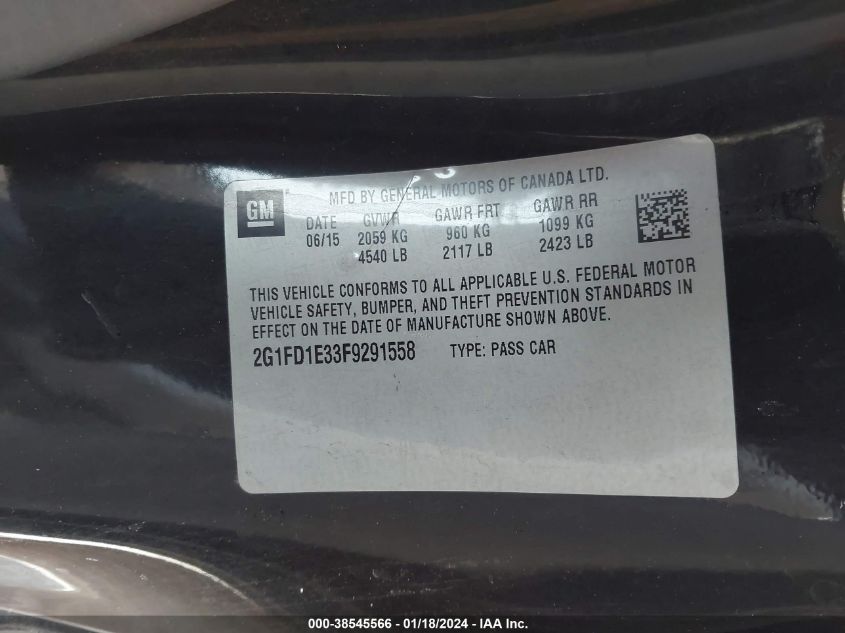 GM
MFD BY GENERAL MOTORS OF CANADA LTD.
DATE GVWR GAWR FRT GAWR RR
06/15 2059 KG 960 KG 1099 KG
4540 LB 2117 LB 2423 LB
THIS VEHICLE CONFORMS TO ALL APPLICABLE U.S. FEDERAL MOTOR
VEHICLE SAFETY, BUMPER, AND THEFT PREVENTION STANDARDS IN
EFFECT ON THE DATE OF MANUFACTURE SHOWN ABOVE.
2G1FD1E33F9291558 TYPE: PASS CAR
000-38545566 / 01/18/2024 - IAA Inc.